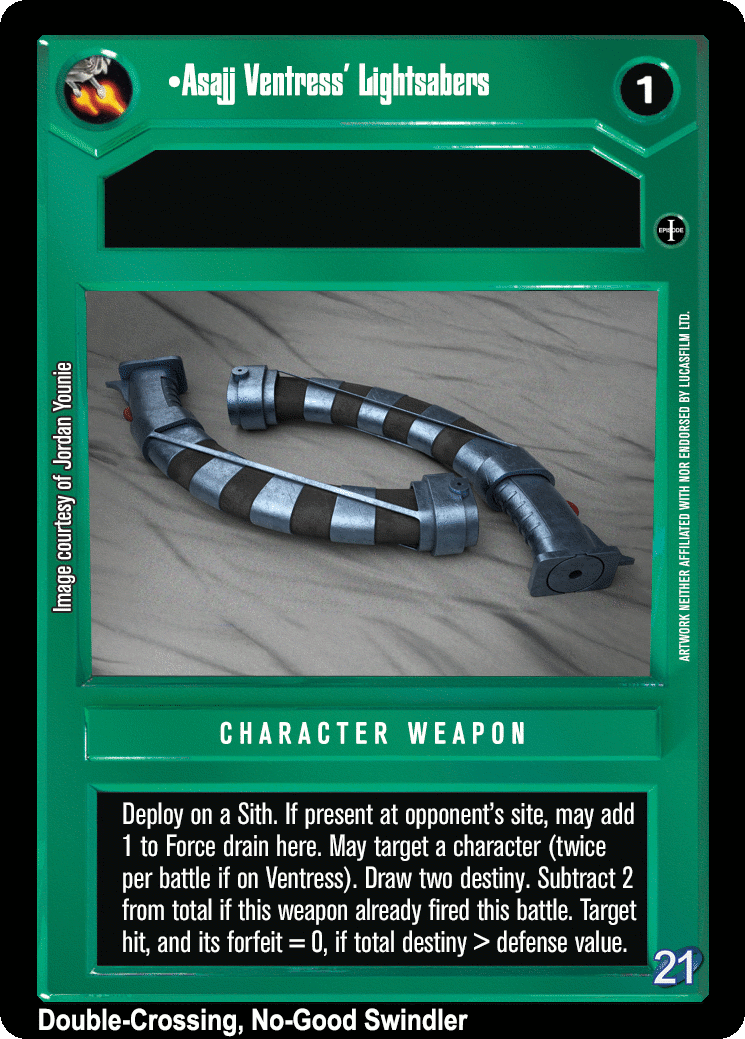 •Asajj Ventress' Lightsabers
1
EPISODE I
Image courtesy of Jordan Younie
ARTWORK NEITHER AFFILIATED WITH NOR ENDORSED BY LUCASFILM LTD.
CHARACTER WEAPON
Deploy on a Sith. If present at opponent's site, may add
1 to Force drain here. May target a character (twice
per battle if on Ventress). Draw two destiny. Subtract 2
from total if this weapon already fired this battle. Target
hit, and its forfeit = 0, if total destiny > defense value.
21
Double-Crossing, No-Good Swindler